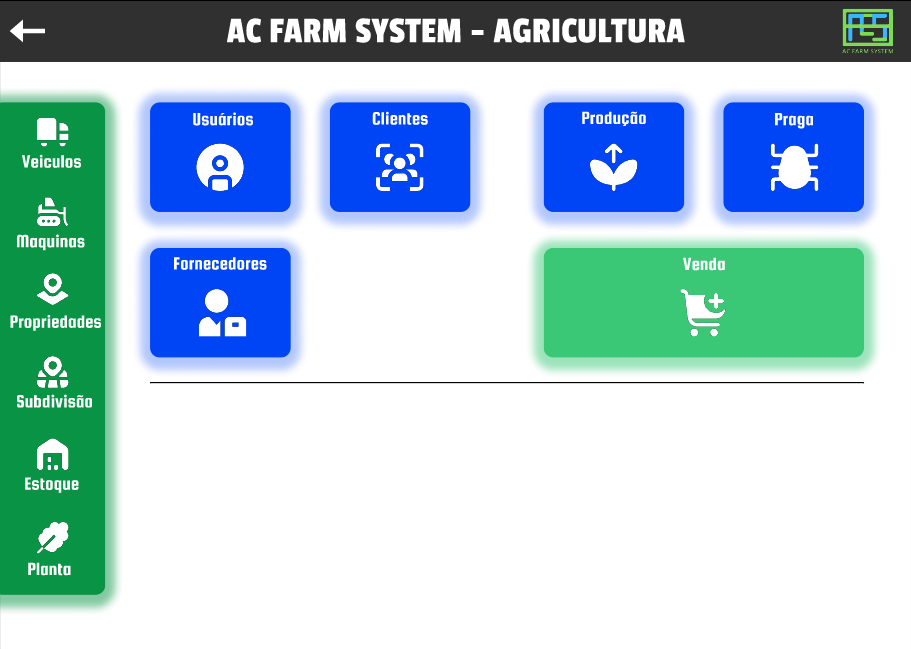 AC FARM SYSTEM - AGRICULTURA
AC FARM SYSTEM
Veiculos
Maquinas
Propriedades
Subdivisão
Estoque
Planta
Usuários
Clientes
Produção
Praga
Fornecedores
Venda